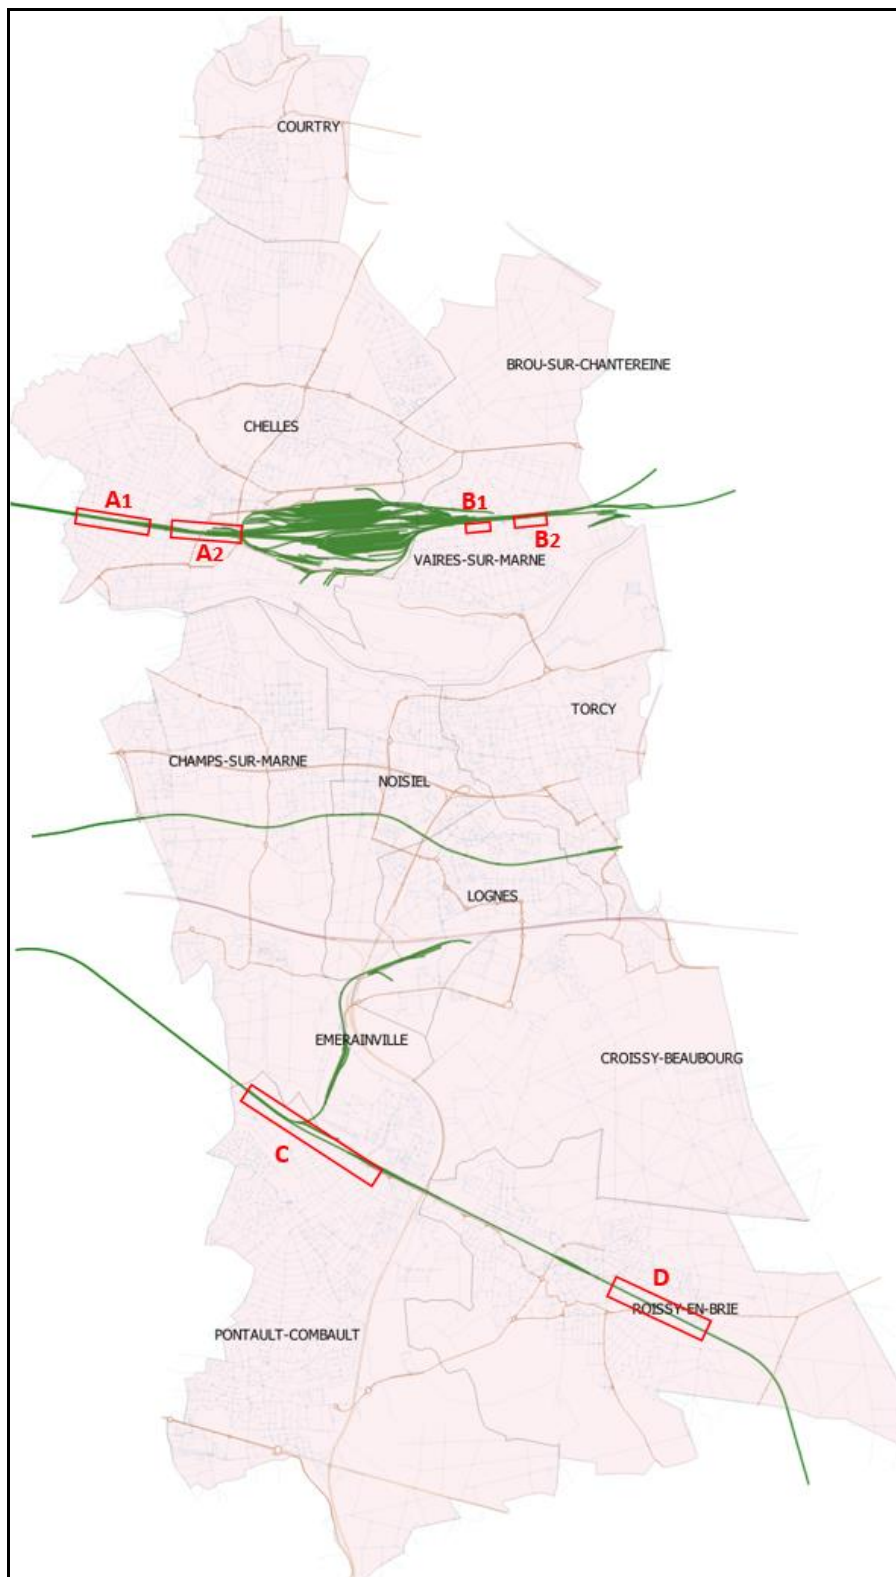 COURTRY
BROU-SUR-CHANTEREINE
CHELLES
A1
B1
A2
B2
VAIRES-SUR-MARNE
TORCY
CHAMPS-SUR-MARNE
NOISIEL
LOGNES
EMERAINVILLE
CROISSY-BEAUBOURG
C
D
ROISSY-EN-BRIE
PONTAULT-COMBAULT